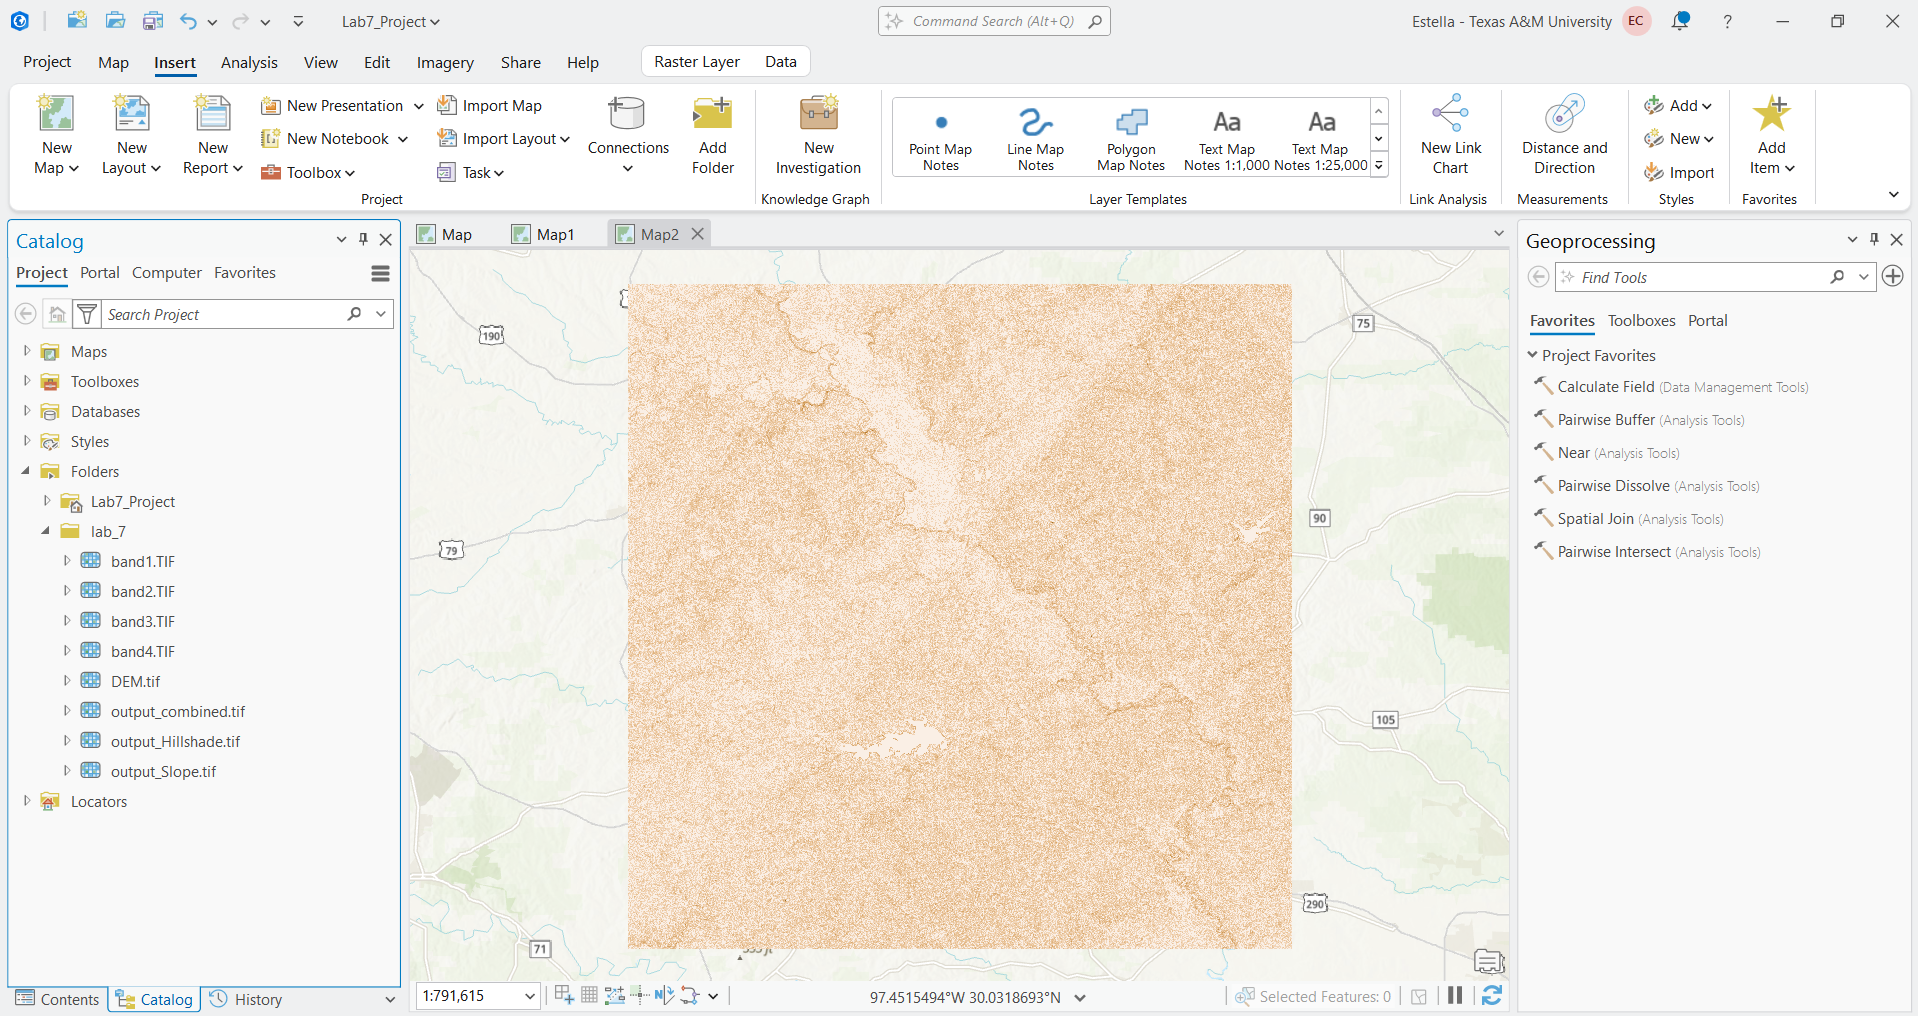 Lab7_Project
Command Search (Alt+Q)
Estella - Texas A&M University
EC
?
Project
Map
Insert
Analysis
View
Edit
Imagery
Share
Help
Raster Layer
Data
New Map
New Layout
New Report
New Presentation
New Notebook
Toolbox
Import Map
Import Layout
Task
Connections
Add Folder
Project
New Investigation
Knowledge Graph
Point Map Notes
Line Map Notes
Polygon Map Notes
Aa
Text Map Notes 1:1,000
Aa
Text Map Notes 1:25,000
Layer Templates
New Link Chart
Link Analysis
Distance and Direction
Measurements
Add
New
Import
Styles
Add Item
Favorites
Catalog
Project
Portal
Computer
Favorites
Search Project
Maps
Toolboxes
Databases
Styles
Folders
Lab7_Project
lab_7
band1.TIF
band2.TIF
band3.TIF
band4.TIF
DEM.tif
output_combined.tif
output_Hillshade.tif
output_Slope.tif
Locators
Contents
Catalog
History
Map
Map1
Map2
190
75
79
90
105
290
71
1:791,615
97.4515494°W 30.0318693°N
Selected Features: 0
Geoprocessing
Find Tools
Favorites
Toolboxes
Portal
Project Favorites
Calculate Field (Data Management Tools)
Pairwise Buffer (Analysis Tools)
Near (Analysis Tools)
Pairwise Dissolve (Analysis Tools)
Spatial Join (Analysis Tools)
Pairwise Intersect (Analysis Tools)